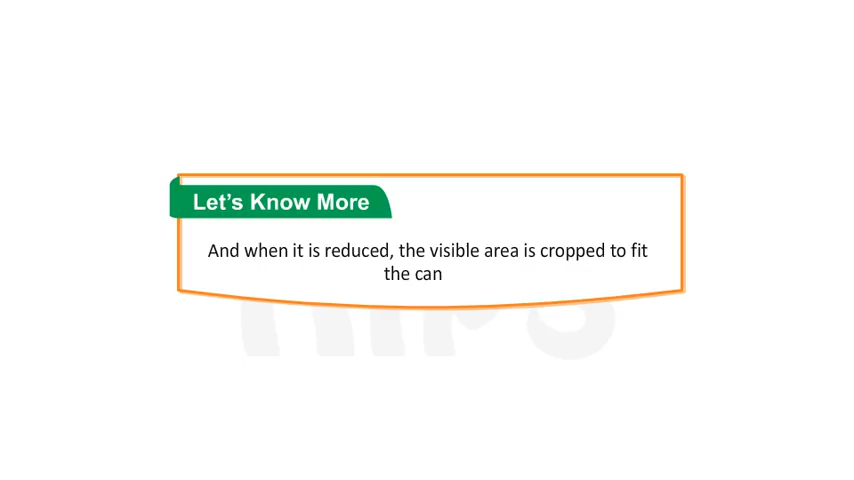 Let's Know More
And when it is reduced, the visible area is cropped to fit
the can